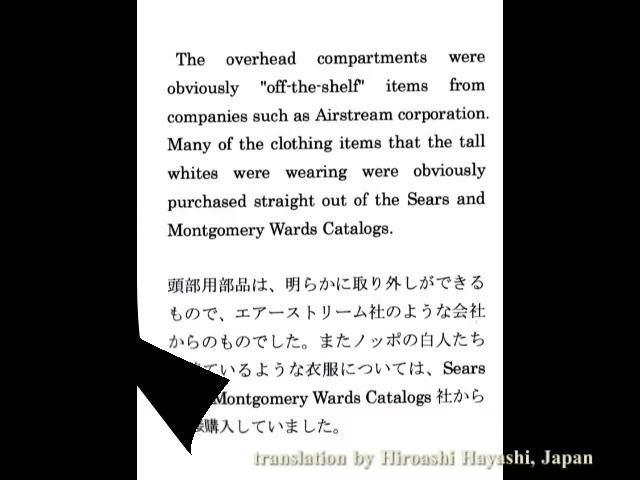 The overhead compartments were
obviously "off-the-shelf" items from
companies such as Airstream corporation.
Many of the clothing items that the tall
whites were wearing were obviously
purchased straight out of the Sears and
Montgomery Wards Catalogs.
頭部用部品は、明らかに取り外しができる
もので、エアーストリーム社のような会社
からのものでした。またノッポの白人たち
ているような衣服については、Sears
Montgomery Wards Catalogs 社から
購入していました。
translation by Hiroashi Hayashi, Japan